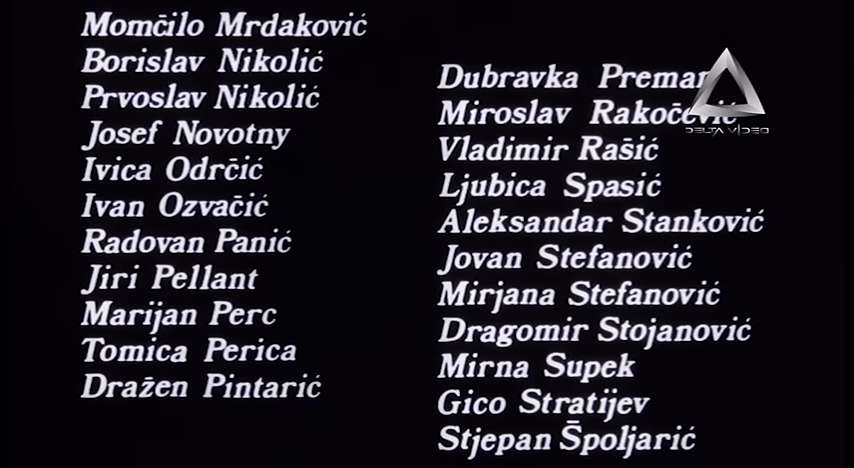 Momčilo Mrdaković
Borislav Nikolić
Prvoslav Nikolić
Josef Novotny
Ivica Odrčić
Ivan Ozvačić
Radovan Panić
Jiri Pellant
Marijan Perc
Tomica Perica
Dražen Pintarić
Dubravka
Miroslav Rakočević
Vladimir Rašić
Ljubica Spasić
Aleksandar Stanković
Jovan Stefanović
Mirjana Stefanović
Dragomir Stojanović
Mirna Supek
Gico Stratijev
Stjepan Špoljarić
DELTA VIDEO